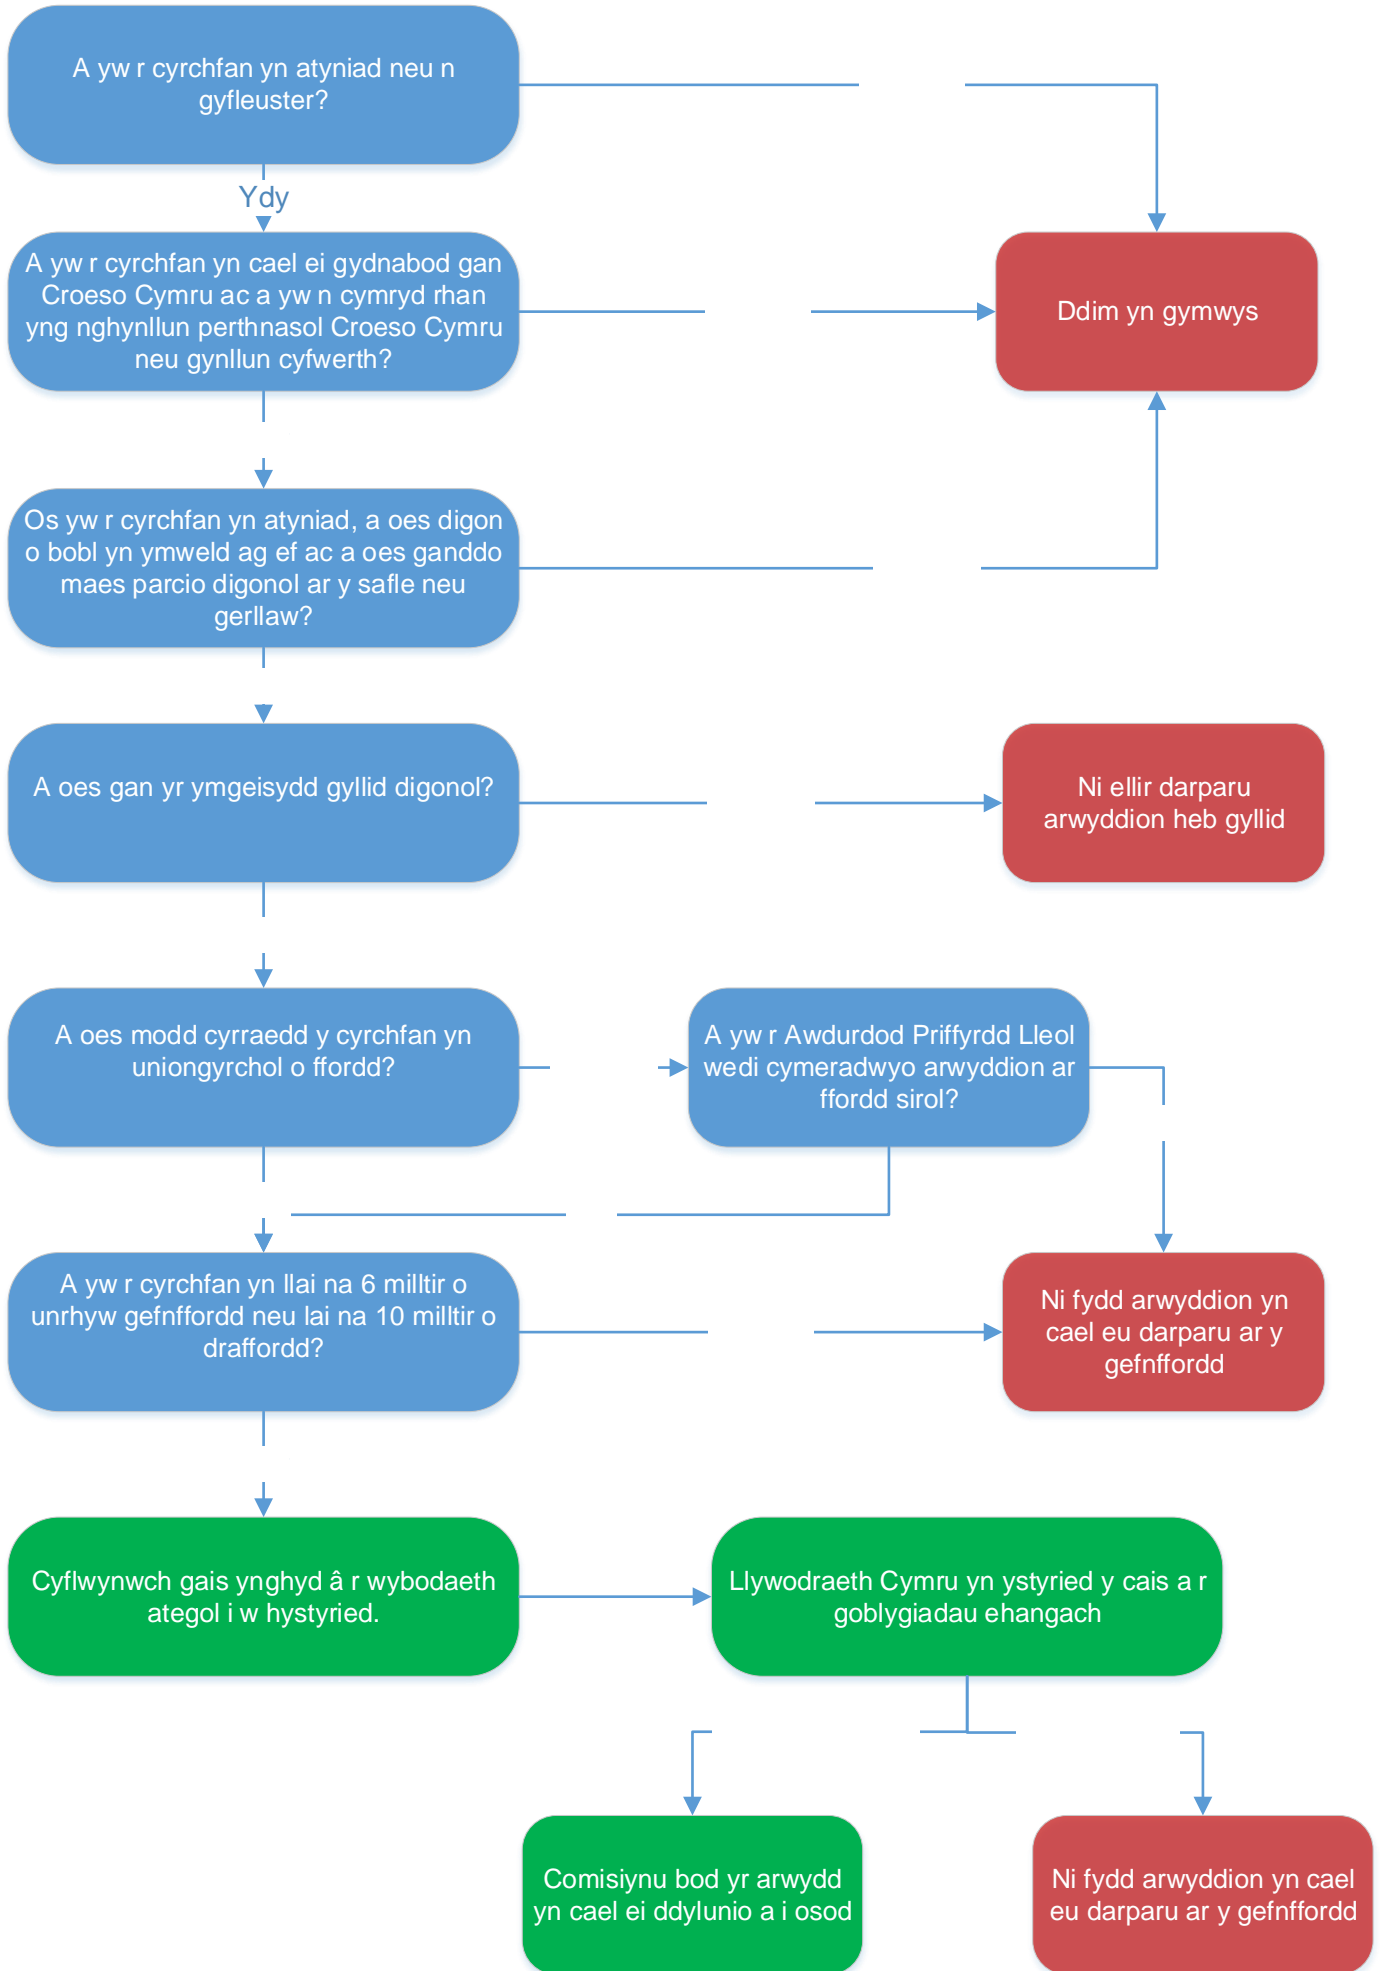 A yw r cyrchfan yn atyniad neu n
gyfleuster?
Ydy
A yw r cyrchfan yn cael ei gydnabod gan
Croeso Cymru ac a yw n cymryd rhan
yng nghynllun perthnasol Croeso Cymru
neu gynllun cyfwerth?
Ddim yn gymwys
Os yw r cyrchfan yn atyniad, a oes digon
o bobl yn ymweld ag ef ac a oes ganddo
maes parcio digonol ar y safle neu
gerllaw?
A oes gan yr ymgeisydd gyllid digonol?
Ni ellir darparu
arwyddion heb gyllid
A oes modd cyrraedd y cyrchfan yn
uniongyrchol o ffordd?
A yw r Awdurdod Priffyrdd Lleol
wedi cymeradwyo arwyddion ar
ffordd sirol?
A yw r cyrchfan yn llai na 6 milltir o
unrhyw gefnffordd neu lai na 10 milltir o
draffordd?
Ni fydd arwyddion yn
cael eu darparu ar y
gefnffordd
Cyflwynwch gais ynghyd â r wybodaeth
ategol i w hystyried.
Llywodraeth Cymru yn ystyried y cais a r
goblygiadau ehangach
Comisiynu bod yr arwydd
yn cael ei ddylunio a i osod
Ni fydd arwyddion yn cael
eu darparu ar y gefnffordd